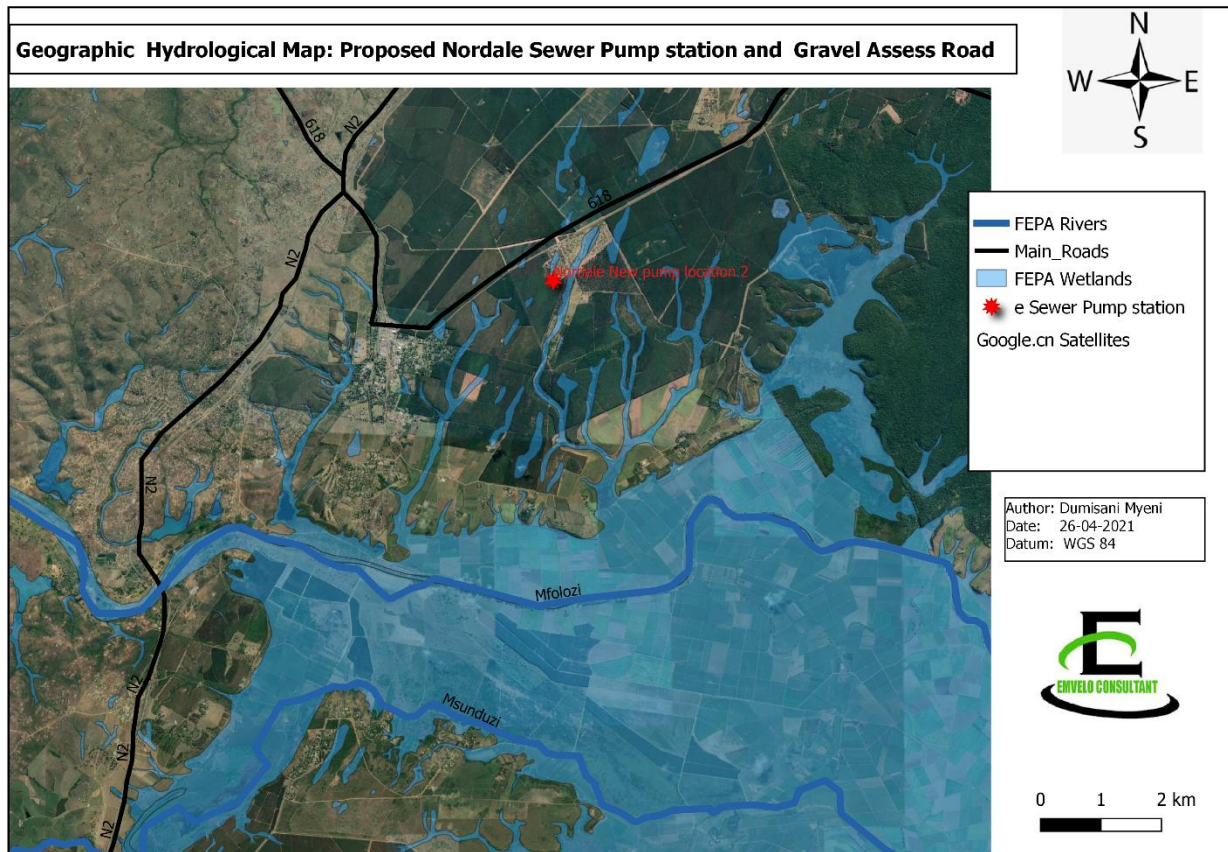 Geographic Hydrological Map: Proposed Nordale Sewer Pump station and Gravel Assess Road
N
W E
S
618
N2
618
N2
618
Nordale New pump location 2
N2
Mfolozi
Msunduzi
N2
N2
N2
FEPA Rivers
Main_Roads
FEPA Wetlands
e Sewer Pump station
Google.cn Satellites
Author: Dumisani Myeni
Date: 26-04-2021
Datum: WGS 84
E
EMVELO CONSULTANT
0 1 2 km